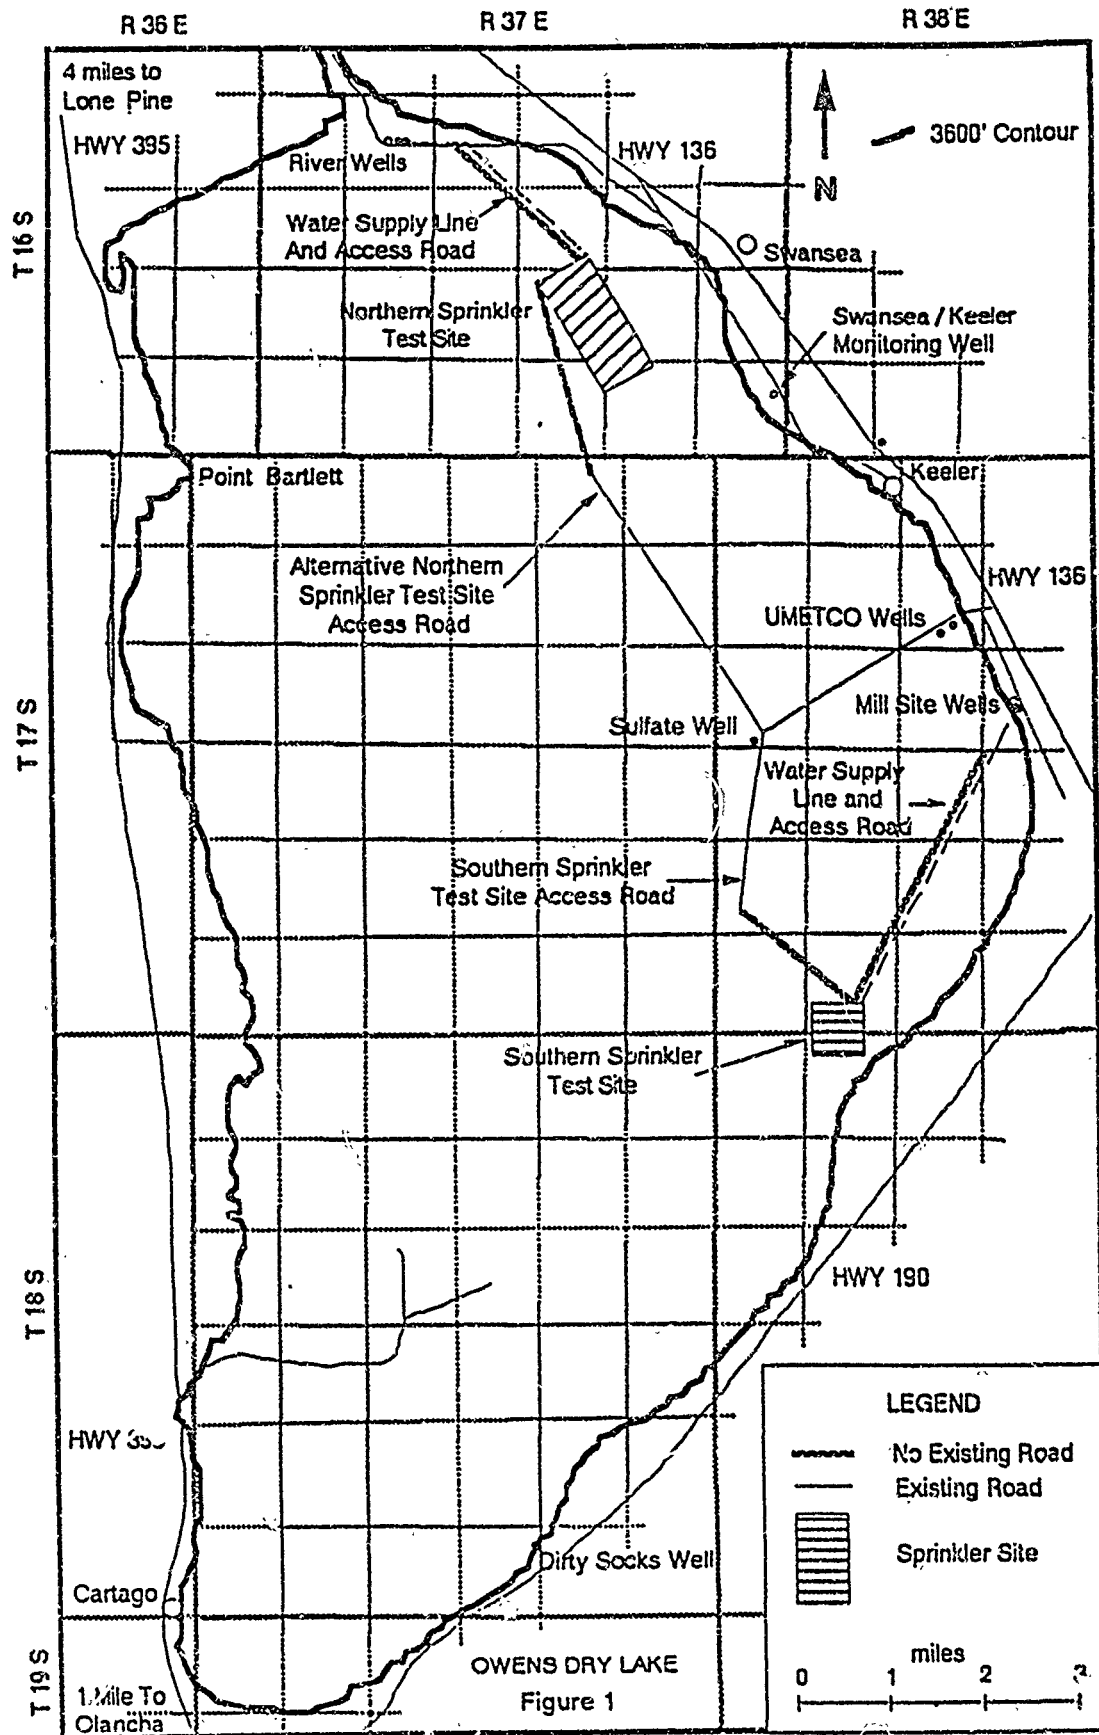 R 36 E
R 37 E
R 38 E
4 miles to
Lone Pine
HWY 395
River Wells
HWY 136
3600' Contour
N
T 16 S
Water Supply Line
And Access Road
Swansea
Northern Sprinkler
Test Site
Swansea / Keeler
Monitoring Well
Point Bartlett
Keeler
Alternative Northern
Sprinkler Test Site
Access Road
HWY 136
UMETCO Wells
T 17 S
Sulfate Well
Mill Site Wells
Water Supply
Line and
Access Road
Southern Sprinkler
Test Site Access Road
Southern Sprinkler
Test Site
T 18 S
HWY 190
HWY
LEGEND
No Existing Road
Existing Road
Sprinkler Site
Dirty Socks Well
Cartago
T 19 S
1 Mile To
Olancha
OWENS DRY LAKE
Figure 1
miles
0 1 2 3